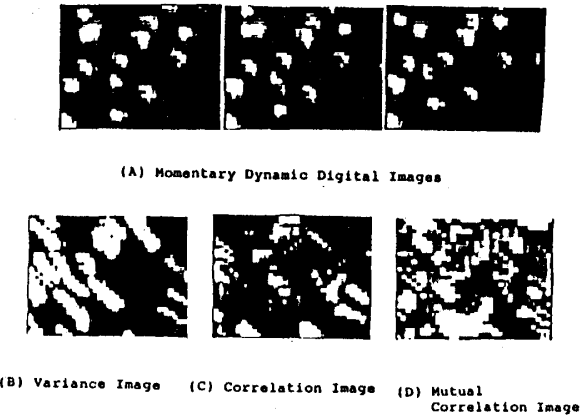 (A) Momentary Dynamic Digital Images
(B) Variance Image
(C) Correlation Image
(D) Mutual
Correlation Image